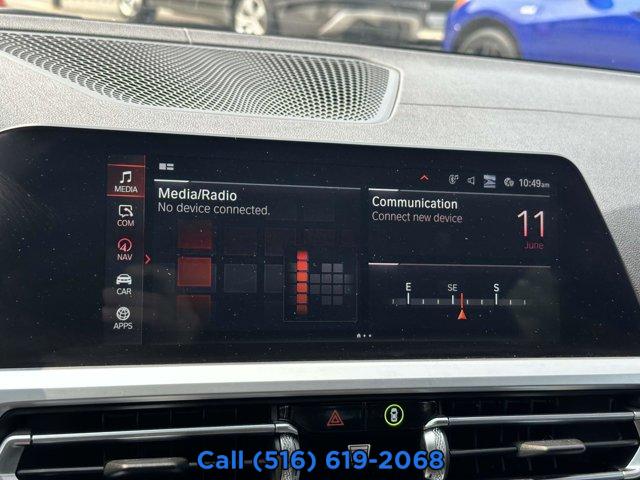 10:49am
MEDIA
COM
NAV
CAR
APPS
Media/Radio
No device connected.
Communication
Connect new device
11
June
E SE S
Call (516) 619-2068